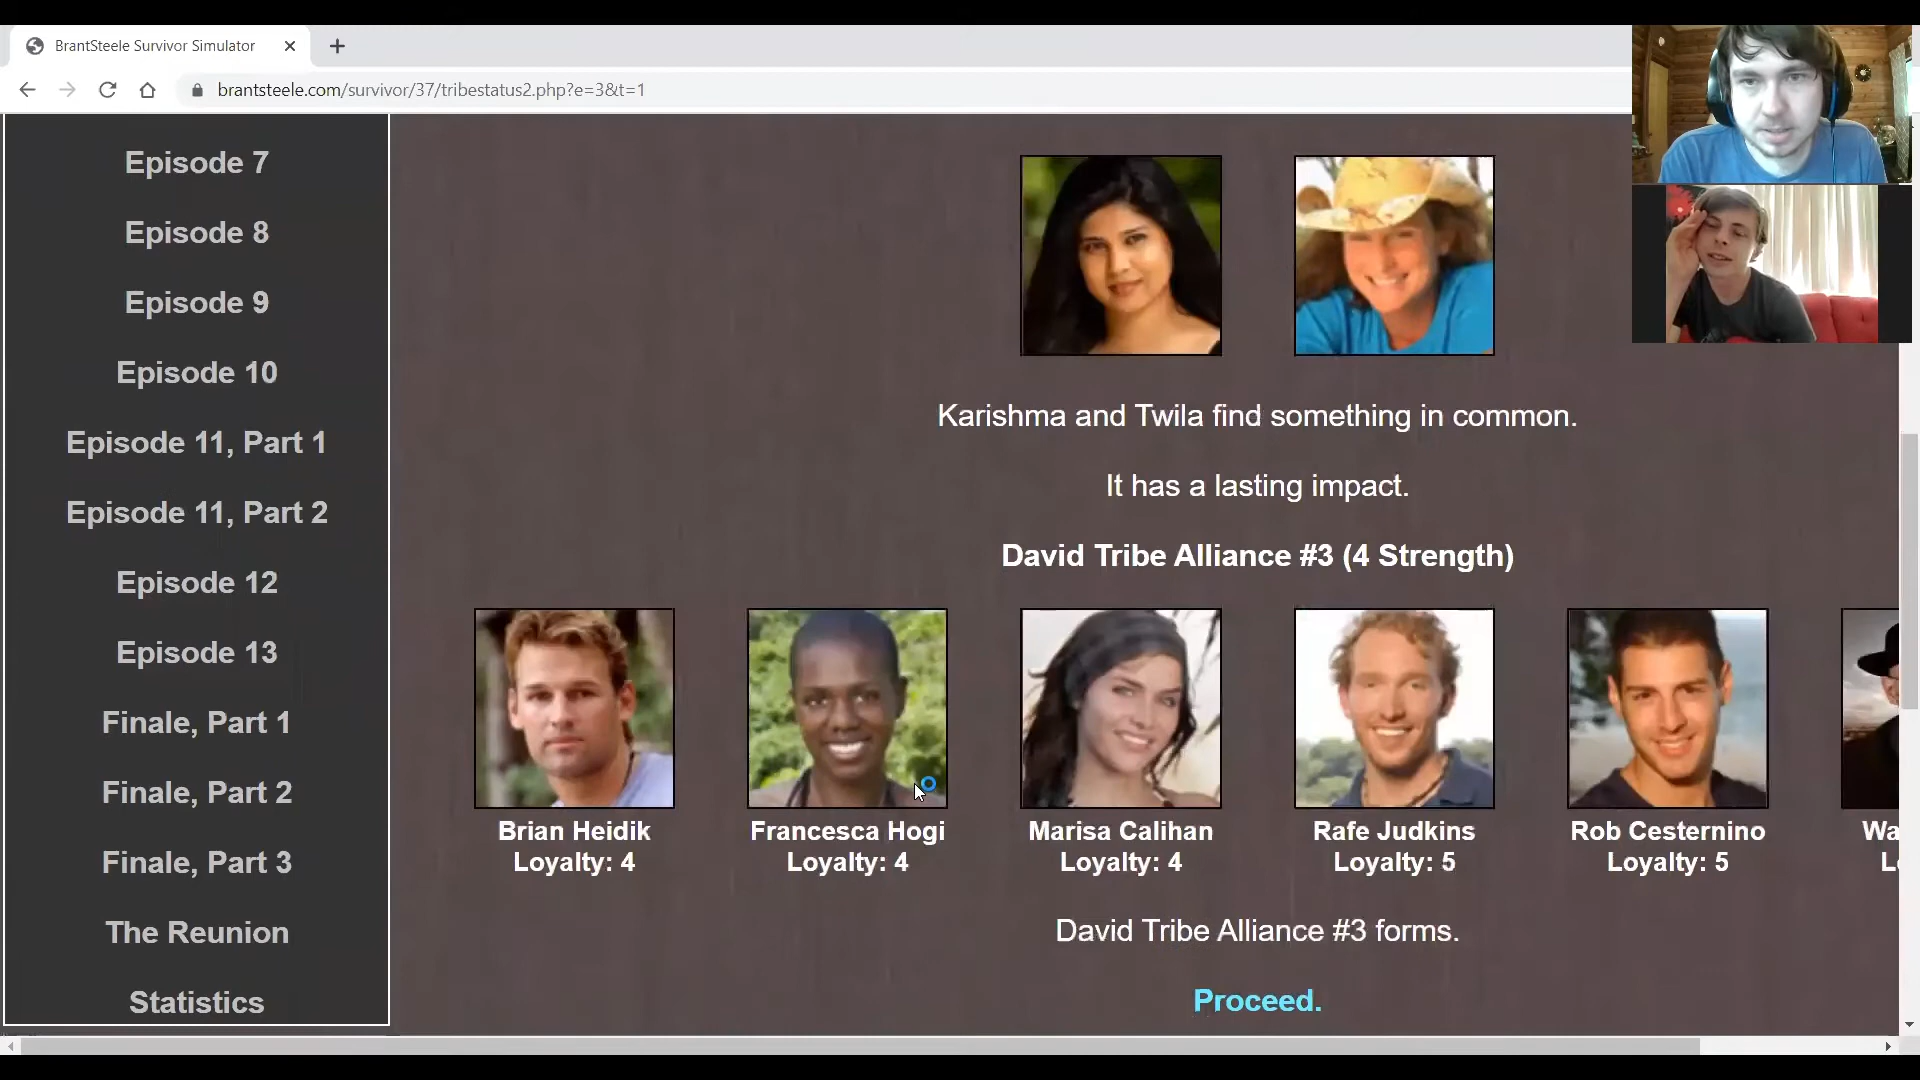 BrantSteele Survivor Simulator
brantsteele.com/survivor/37/tribestatus2.php?e=3&t=1
Episode 7
Episode 8
Episode 9
Episode 10
Episode 11, Part 1
Episode 11, Part 2
Episode 12
Episode 13
Finale, Part 1
Finale, Part 2
Finale, Part 3
The Reunion
Statistics
Karishma and Twila find something in common.
It has a lasting impact.
David Tribe Alliance #3 (4 Strength)
Brian Heidik
Loyalty: 4
Francesca Hogi
Loyalty: 4
Marisa Calihan
Loyalty: 4
Rafe Judkins
Loyalty: 5
Rob Cesternino
Loyalty: 5
David Tribe Alliance #3 forms.
Proceed.